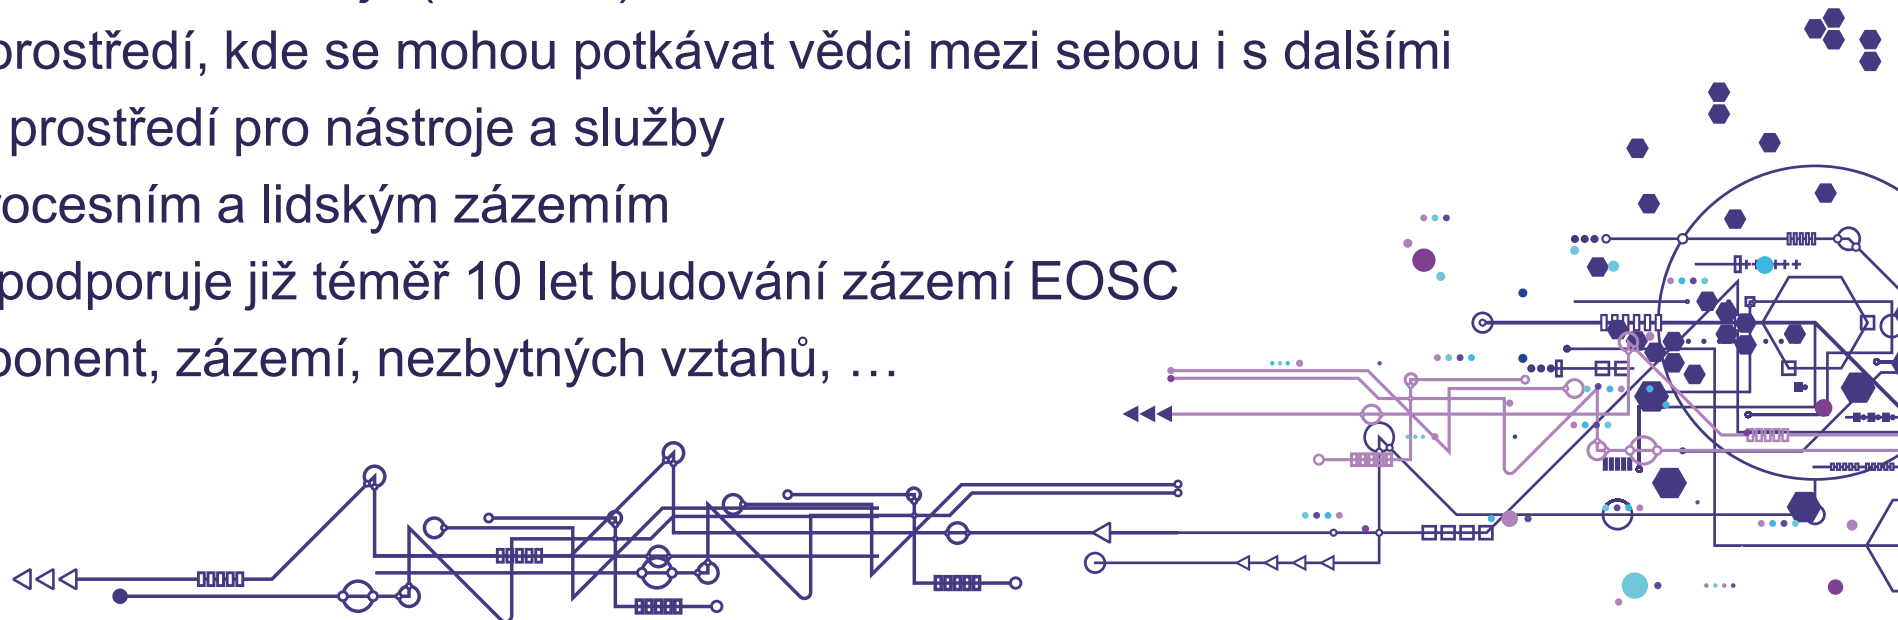 prostředí, kde se mohou potkávat vědci mezi sebou i s dalšími
prostředí pro nástroje a služby
ocesním a lidským zázemím
podporuje již téměř 10 let budování zázemí EOSC
ponent, zázemí, nezbytných vztahů, …